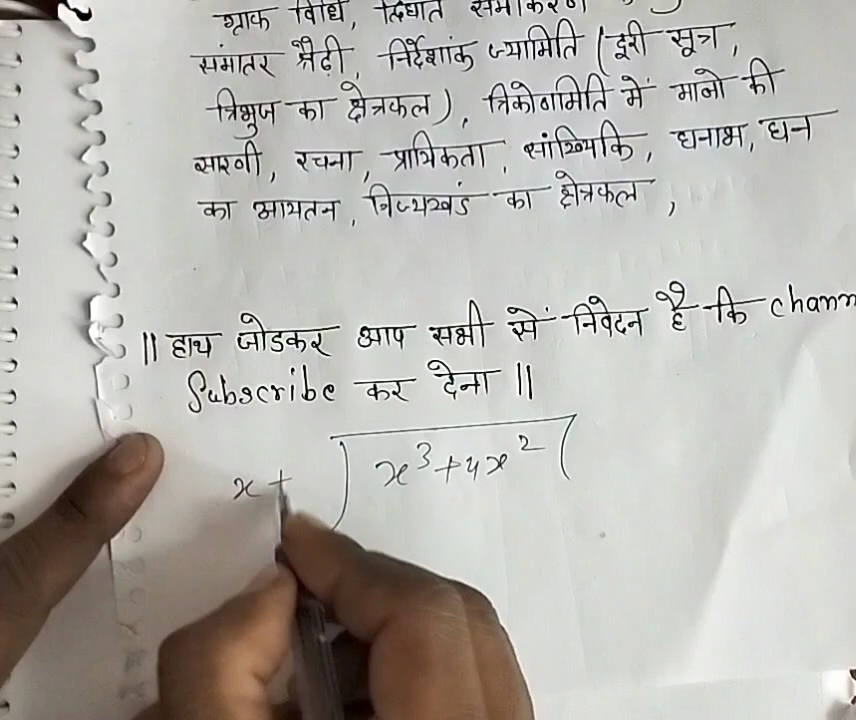 ग्राफ विधि, द्विघात समीकरण
समांतर श्रेढ़ी, निर्देशांक ज्यामिति (दूरी सूत्र,
त्रिभुज का क्षेत्रफल), त्रिकोणमिति में मानो की
सारणी, रचना, प्रायिकता, सांख्यिकि, घनाभ, घन
का आयतन, त्रिज्यखंड का क्षेत्रफल,
|| हाथ जोडकर आप सभी से निवेदन है कि chann
Subscribe कर देना ||
x + ) x³+4x² (